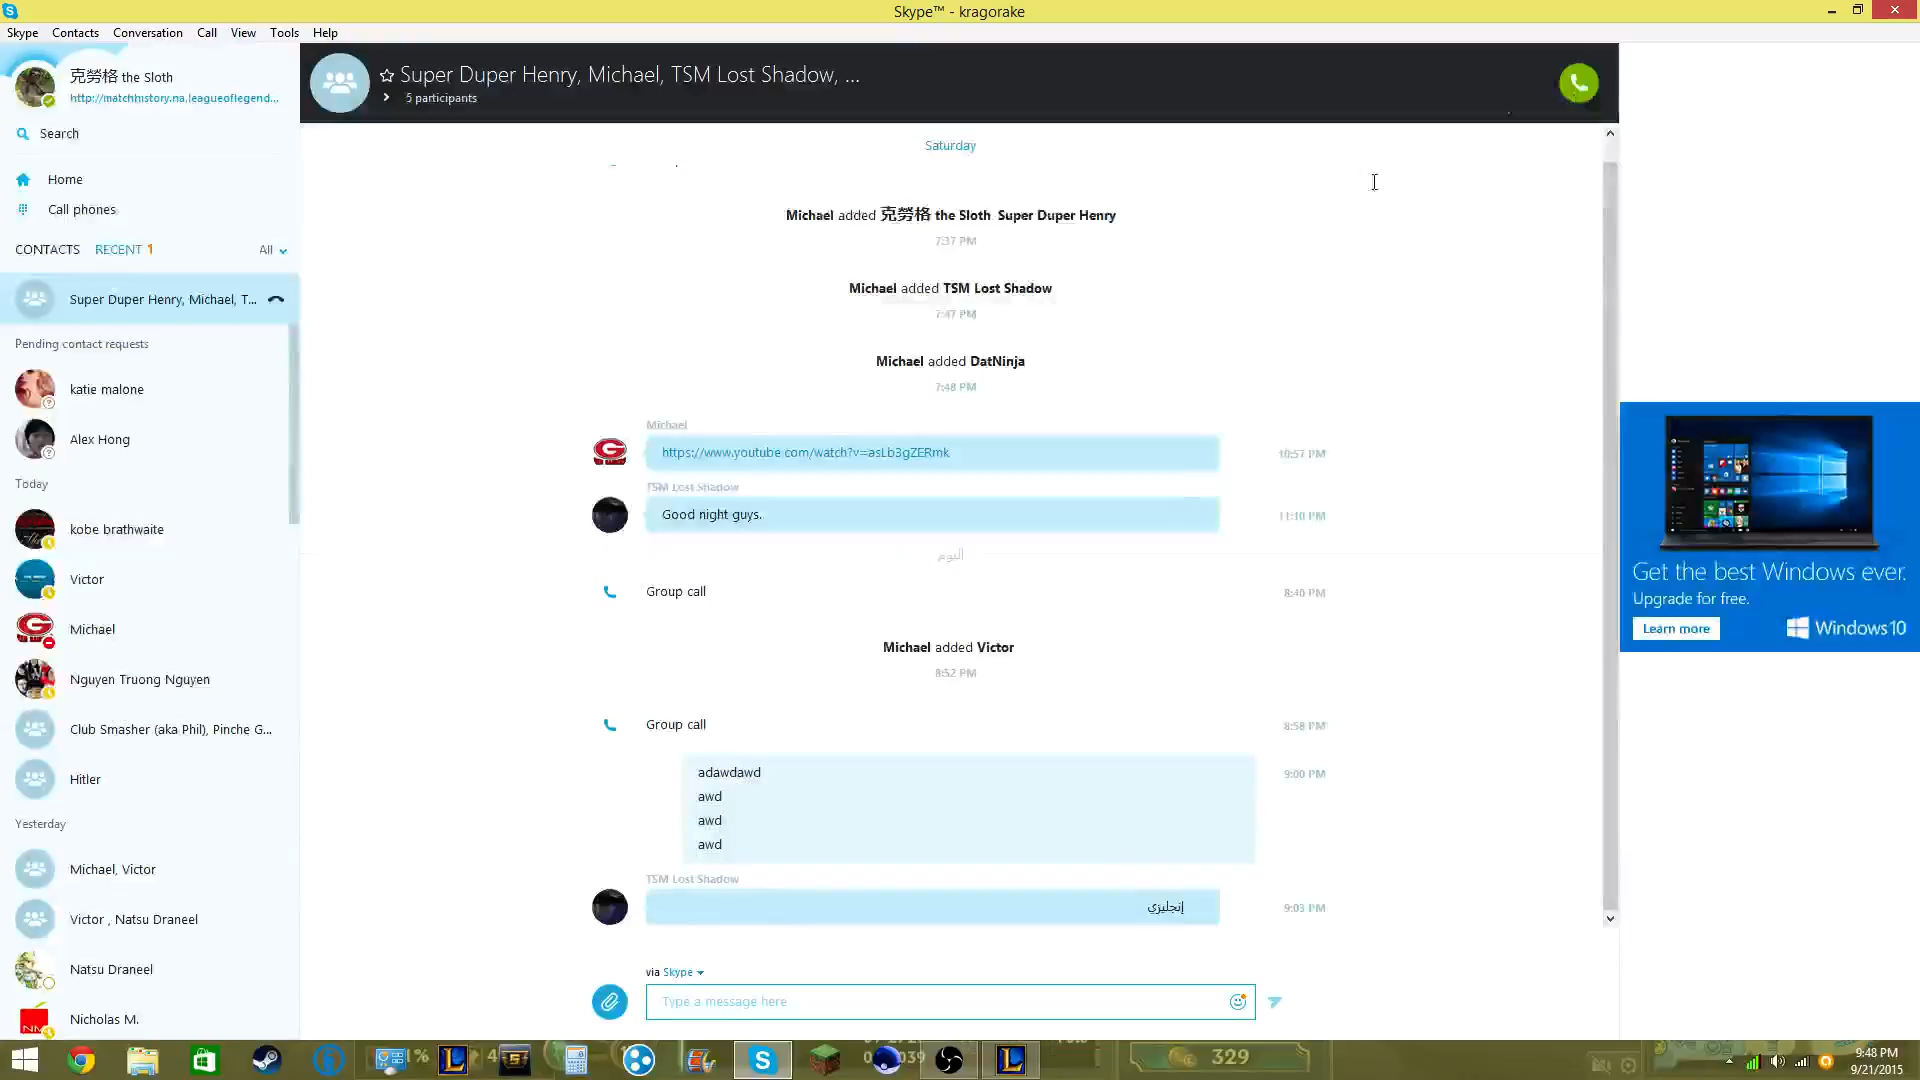 Skype™ - kragorake
Skype Contacts Conversation Call View Tools Help
克勞格 the Sloth
http://matchhistory.na.leagueoflegend...
Search
Home
Call phones
CONTACTS RECENT 1 All
Super Duper Henry, Michael, T...
Pending contact requests
katie malone
Alex Hong
Today
kobe brathwaite
Victor
Michael
Nguyen Truong Nguyen
Club Smasher (aka Phil), Pinche G...
Hitler
Yesterday
Michael, Victor
Victor , Natsu Draneel
Natsu Draneel
Nicholas M.
Super Duper Henry, Michael, TSM Lost Shadow, ...
5 participants
Saturday
Michael added 克勞格 the Sloth Super Duper Henry
7:37 PM
Michael added TSM Lost Shadow
7:47 PM
Michael added DatNinja
7:48 PM
Michael
https://www.youtube.com/watch?v=asLb3gZERmk 10:57 PM
TSM Lost Shadow
Good night guys. 11:10 PM
اليوم
Group call 8:40 PM
Michael added Victor
8:52 PM
Group call 8:58 PM
adawdawd 9:00 PM
awd
awd
awd
TSM Lost Shadow
إنجليزي 9:03 PM
via Skype
Type a message here
Get the best Windows ever.
Upgrade for free.
Learn more Windows 10
329
9:48 PM
9/21/2015